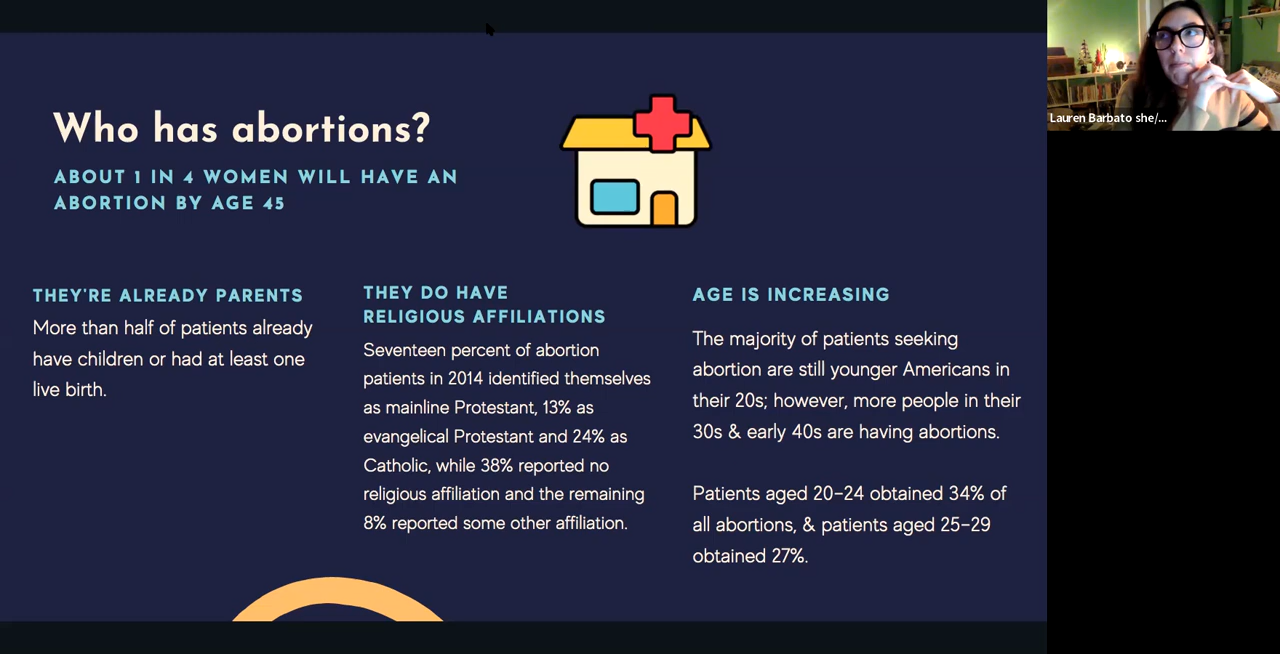 Who has abortions?
ABOUT 1 IN 4 WOMEN WILL HAVE AN
ABORTION BY AGE 45
THEY'RE ALREADY PARENTS
More than half of patients already
have children or had at least one
live birth.
THEY DO HAVE
RELIGIOUS AFFILIATIONS
Seventeen percent of abortion
patients in 2014 identified themselves
as mainline Protestant, 13% as
evangelical Protestant and 24% as
Catholic, while 38% reported no
religious affiliation and the remaining
8% reported some other affiliation.
AGE IS INCREASING
The majority of patients seeking
abortion are still younger Americans in
their 20s; however, more people in their
30s & early 40s are having abortions.
Patients aged 20–24 obtained 34% of
all abortions, & patients aged 25–29
obtained 27%.
Lauren Barbato she/...